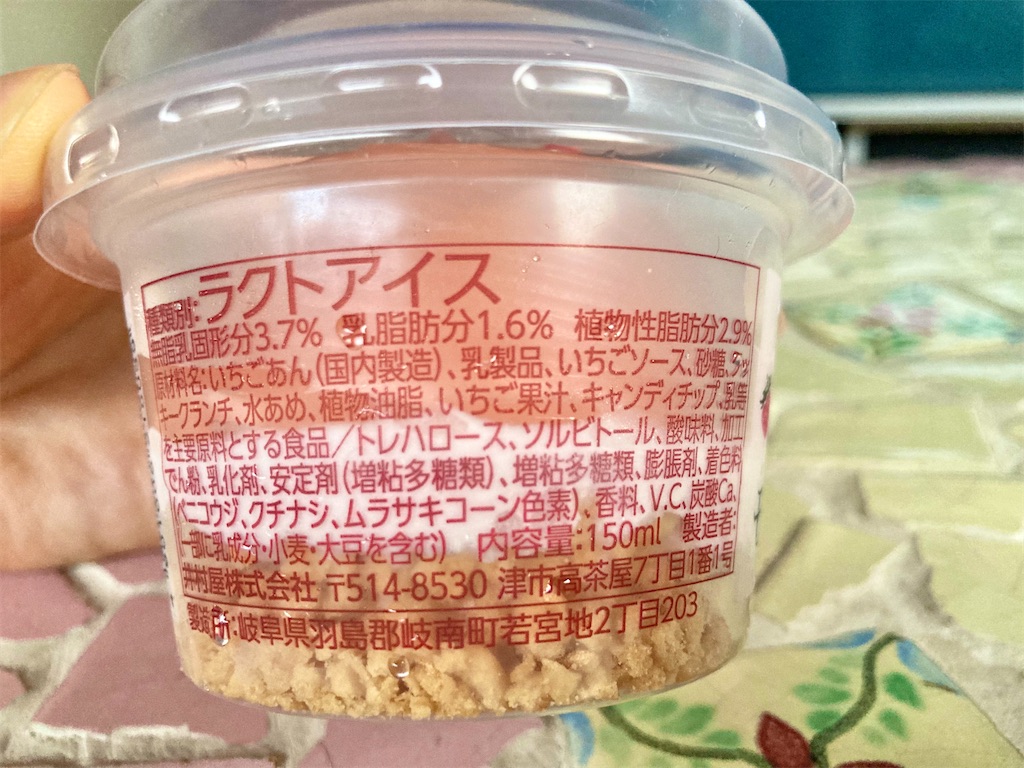 種類別:ラクトアイス
無脂乳固形分3.7% 乳脂肪分1.6% 植物性脂肪分2.9%
原材料名:いちごあん(国内製造)、乳製品、いちごソース、砂糖、クッ
キークランチ、水あめ、植物油脂、いちご果汁、キャンディチップ、乳等
を主要原料とする食品/トレハロース、ソルビトール、酸味料、加工
でん粉、乳化剤、安定剤(増粘多糖類)、増粘多糖類、膨脹剤、着色料
(ベニコウジ、クチナシ、ムラサキコーン色素)、香料、V.C、炭酸Ca、
(一部に乳成分・小麦・大豆を含む) 内容量:150ml 製造者:
井村屋株式会社 〒514-8530 津市高茶屋7丁目1番1号
製造所:岐阜県羽島郡岐南町若宮地2丁目203